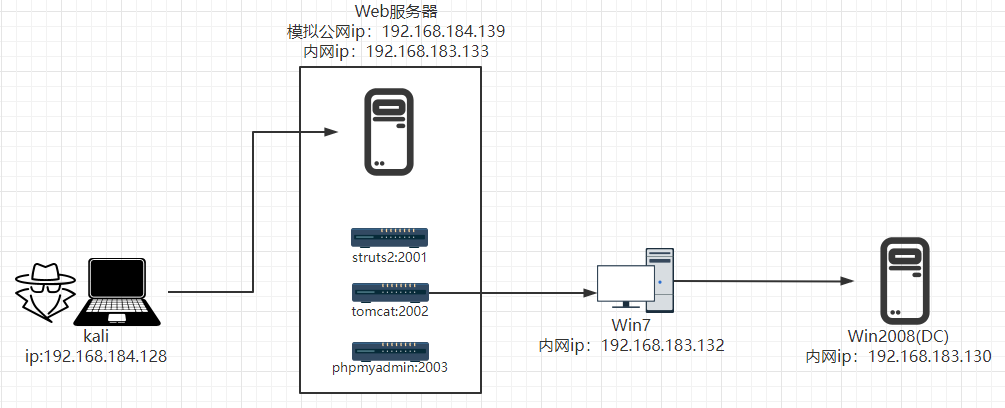 Web服务器
模拟公网ip：192.168.184.139
内网ip：192.168.183.133
struts2:2001
tomcat:2002
phpmyadmin:2003
kali
ip:192.168.184.128
Win7
内网ip：192.168.183.132
Win2008(DC)
内网ip：192.168.183.130